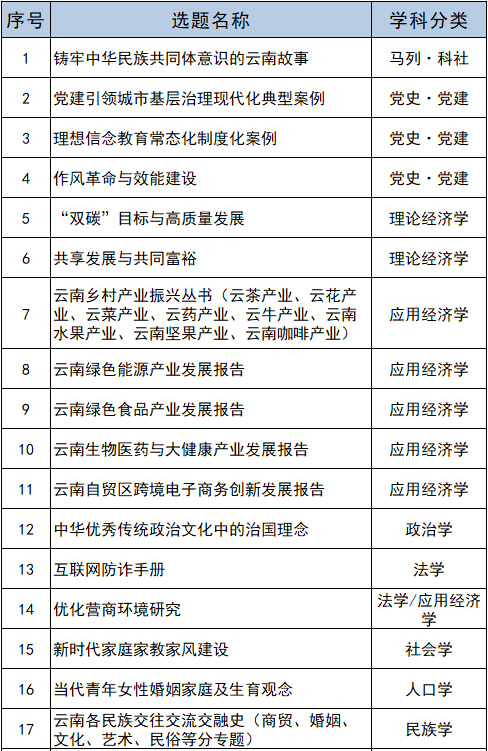 序号 选题名称 学科分类
1 铸牢中华民族共同体意识的云南故事 马列·科社
2 党建引领城市基层治理现代化典型案例 党史·党建
3 理想信念教育常态化制度化案例 党史·党建
4 作风革命与效能建设 党史·党建
5 “双碳”目标与高质量发展 理论经济学
6 共享发展与共同富裕 理论经济学
7 云南乡村产业振兴丛书（云茶产业、云花产
业、云菜产业、云药产业、云牛产业、云南
水果产业、云南坚果产业、云南咖啡产业） 应用经济学
8 云南绿色能源产业发展报告 应用经济学
9 云南绿色食品产业发展报告 应用经济学
10 云南生物医药与大健康产业发展报告 应用经济学
11 云南自贸区跨境电子商务创新发展报告 应用经济学
12 中华优秀传统政治文化中的治国理念 政治学
13 互联网防诈手册 法学
14 优化营商环境研究 法学/应用经济
学
15 新时代家庭家教家风建设 社会学
16 当代青年女性婚姻家庭及生育观念 人口学
17 云南各民族交往交流交融史（商贸、婚姻、
文化、艺术、民俗等分专题） 民族学